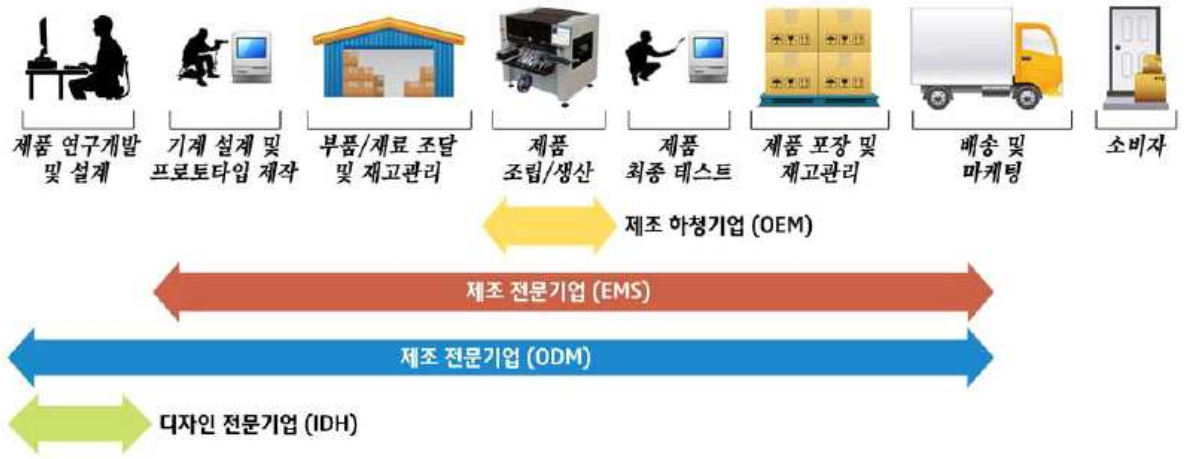 제품 연구개발
및 설계
기계 설계 및
프로토타입 제작
부품/재료 조달
및 재고관리
제품
조립/생산
제품
최종 테스트
제품 포장 및
재고관리
배송 및
마케팅
소비자
제조 하청기업 (OEM)
제조 전문기업 (EMS)
제조 전문기업 (ODM)
디자인 전문기업 (IDH)